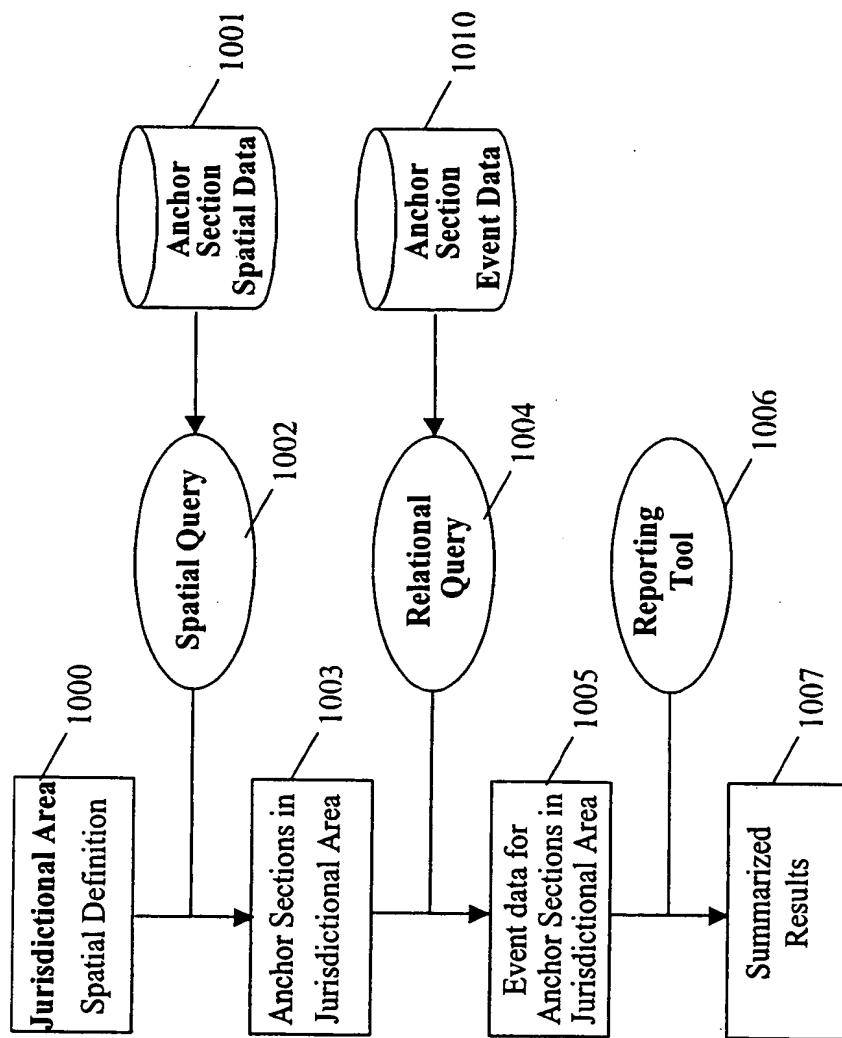 1000
Jurisdictional Area
Spatial Definition
Spatial Query
1002
1001
Anchor
Section
Spatial Data
1003
Anchor Sections in
Jurisdictional Area
Relational
Query
1004
1010
Anchor
Section
Event Data
1005
Event data for
Anchor Sections in
Jurisdictional Area
Reporting
Tool
1006
1007
Summarized
Results